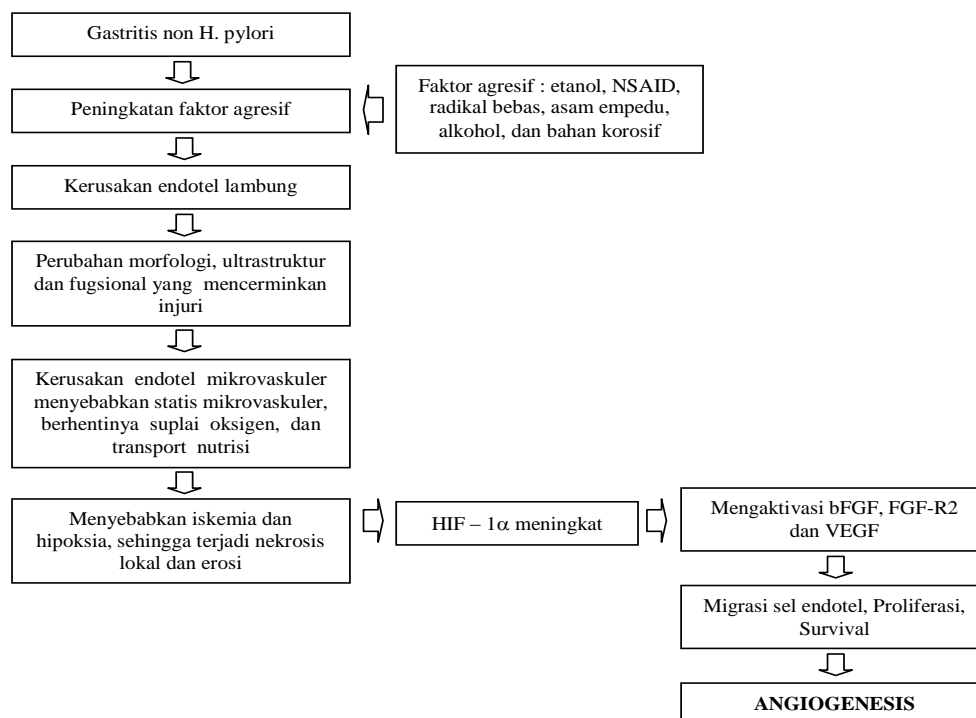 Gastritis non H. pylori
Peningkatan faktor agresif
Faktor agresif : etanol, NSAID,
radikal bebas, asam empedu,
alkohol, dan bahan korosif
Kerusakan endotel lambung
Perubahan morfologi, ultrastruktur
dan fugsional yang mencerminkan
injuri
Kerusakan endotel mikrovaskuler
menyebabkan statis mikrovaskuler,
berhentinya suplai oksigen, dan
transport nutrisi
Menyebabkan iskemia dan
hipoksia, sehingga terjadi nekrosis
lokal dan erosi
HIF – 1α meningkat
Mengaktivasi bFGF, FGF-R2
dan VEGF
Migrasi sel endotel, Proliferasi,
Survival
ANGIOGENESIS